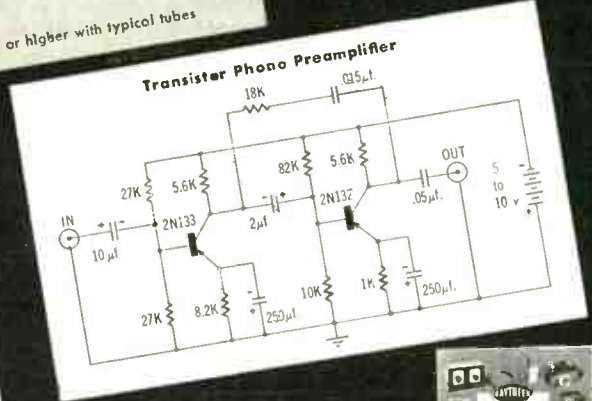 or higher with typical tubes
Transistor Phono Preamplifier
18K
.015µf.
27K
5.6K
82K
5.6K
OUT
5
to
10 v
IN
2N133
2µf
2N132
.05µf.
10µf
27K
8.2K
250µf.
10K
1K
250µf.
RAYTHEON